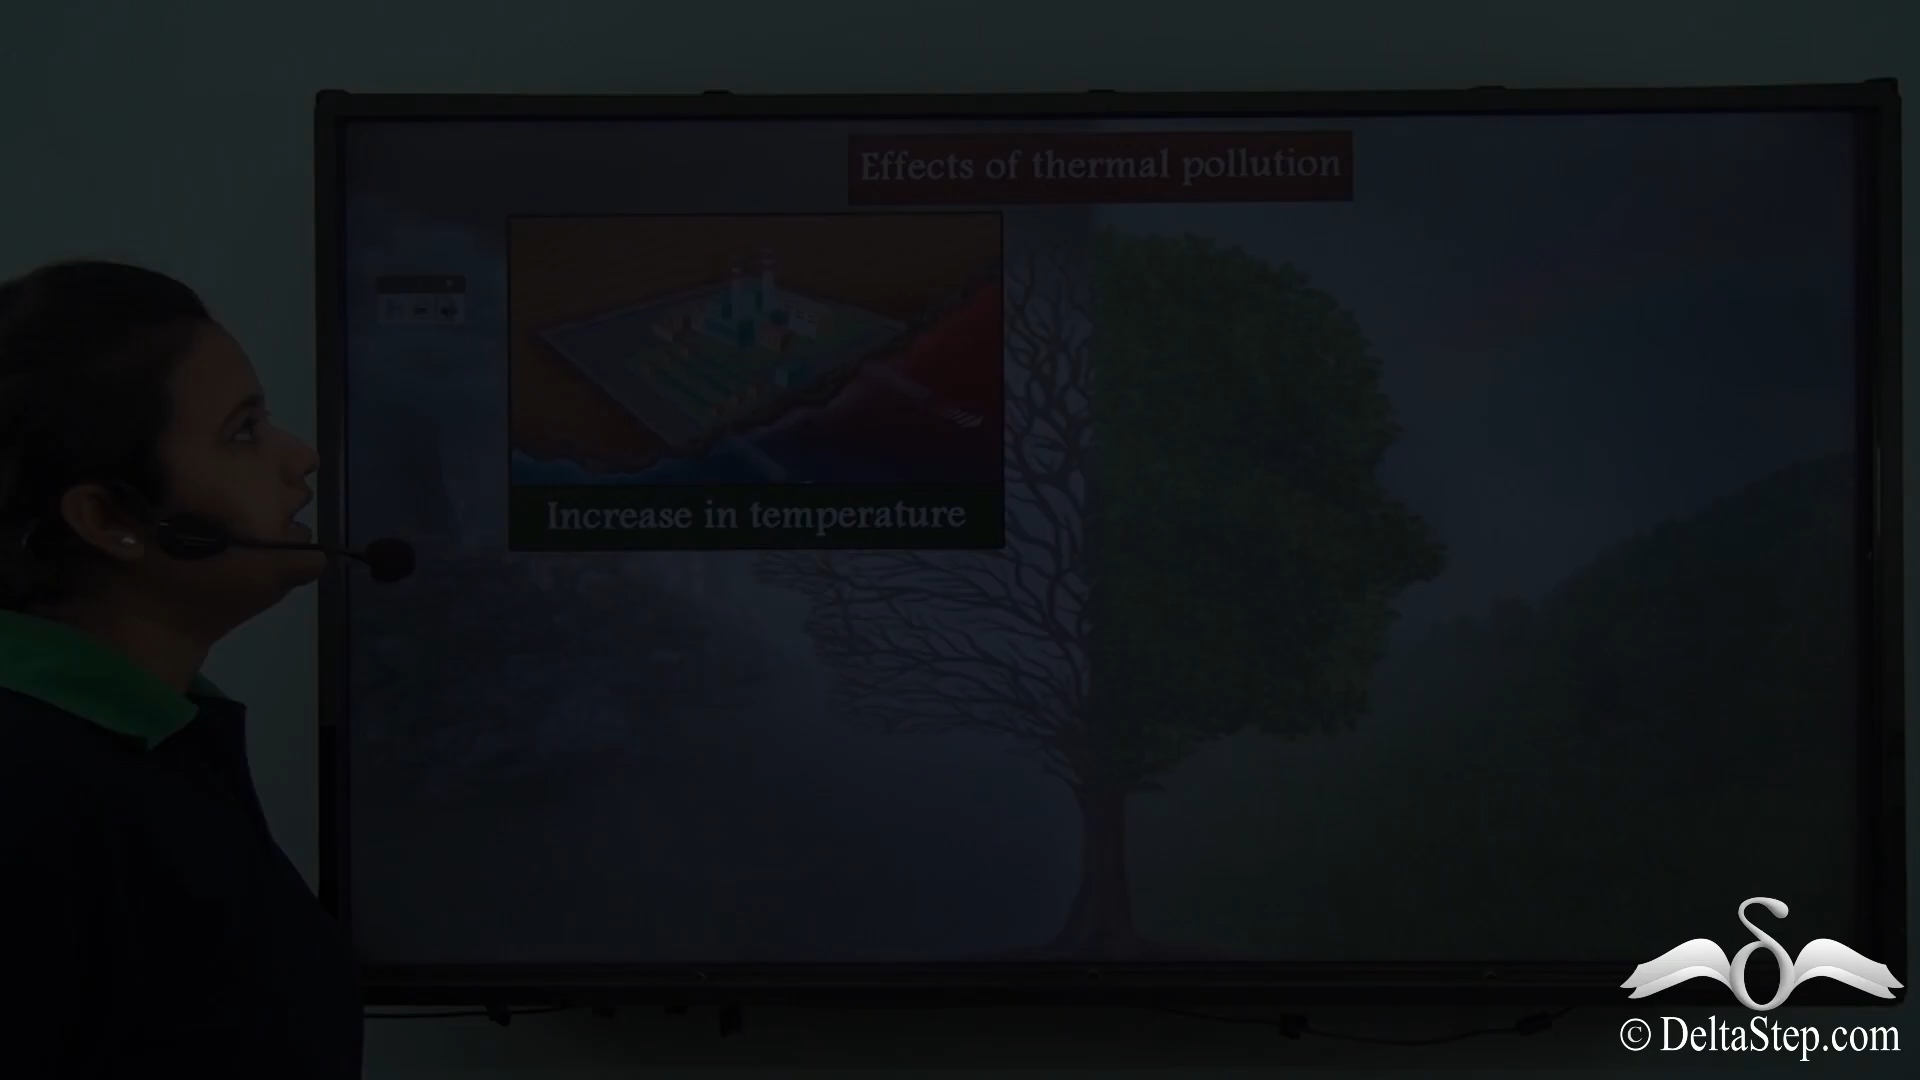 Effects of thermal pollution
Increase in temperature
© DeltaStep.com